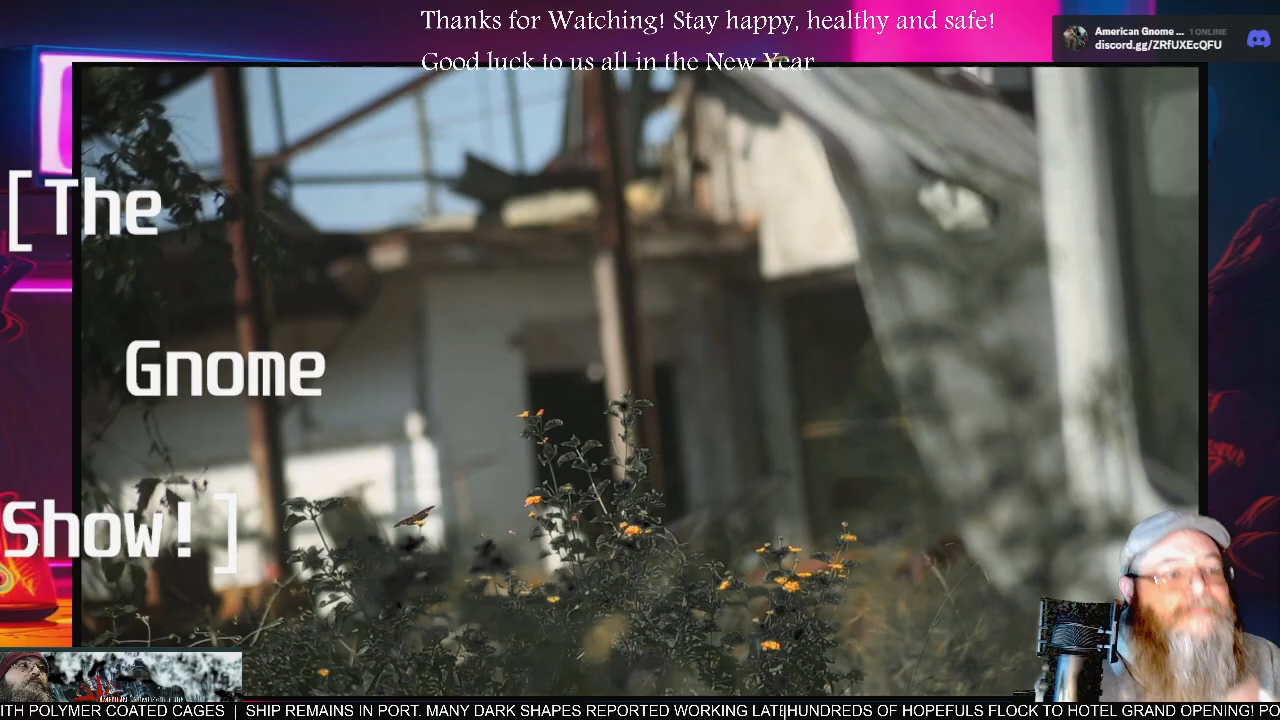 Thanks for Watching! Stay happy, healthy and safe!
Good luck to us all in the New Year
American Gnome ... 1 ONLINE
discord.gg/ZRfUXEcQFU
[The
Gnome
Show! ]
ITH POLYMER COATED CAGES | SHIP REMAINS IN PORT. MANY DARK SHAPES REPORTED WORKING LATE|HUNDREDS OF HOPEFULS FLOCK TO HOTEL GRAND OPENING! PO